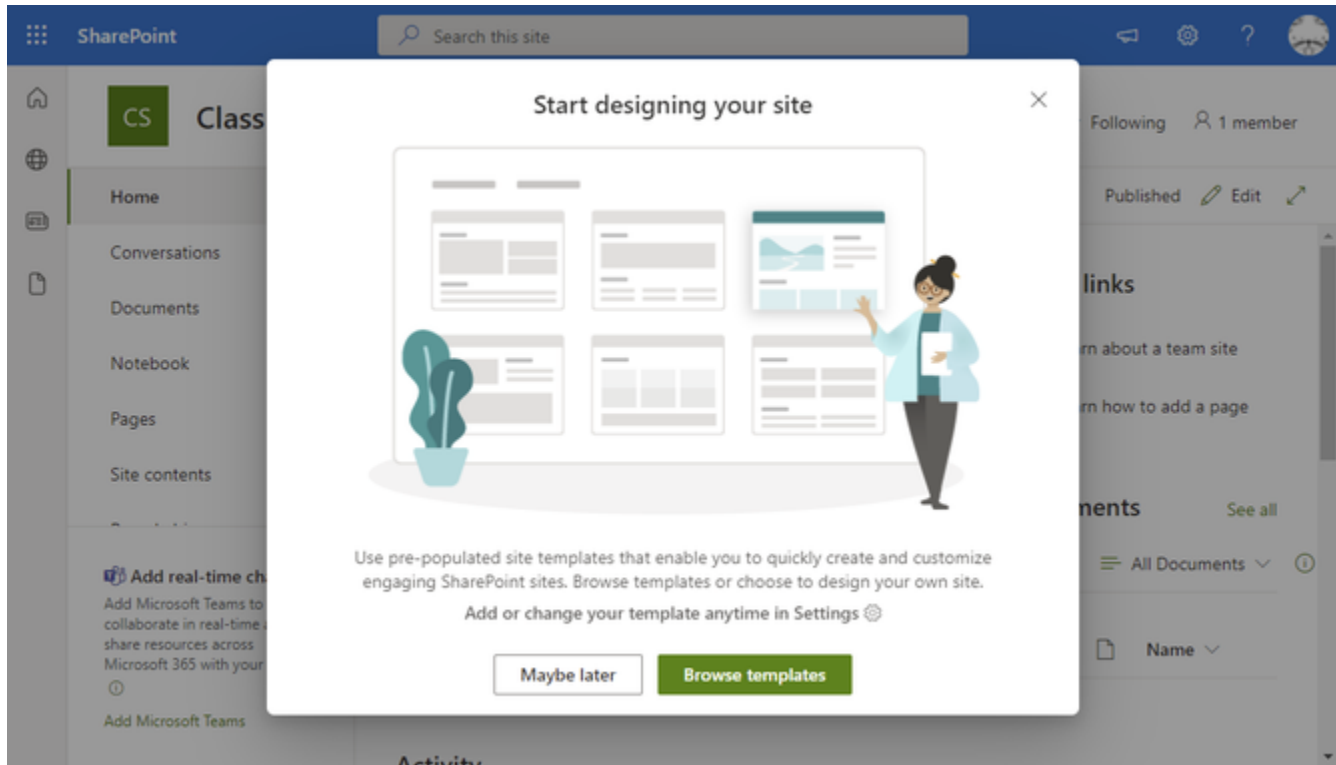 SharePoint
Search this site
?
CS
Class
Following
1 member
Home
Published
Edit
Conversations
Documents
Notebook
Pages
Site contents
Add real-time
Add Microsoft Teams to
collaborate in real-time
share resources across
Microsoft 365 with your
Add Microsoft Teams
Start designing your site
Use pre-populated site templates that enable you to quickly create and customize
engaging SharePoint sites. Browse templates or choose to design your own site.
Add or change your template anytime in Settings
Maybe later
Browse templates
links
about a team site
how to add a page
See all
All Documents
Name
Activity